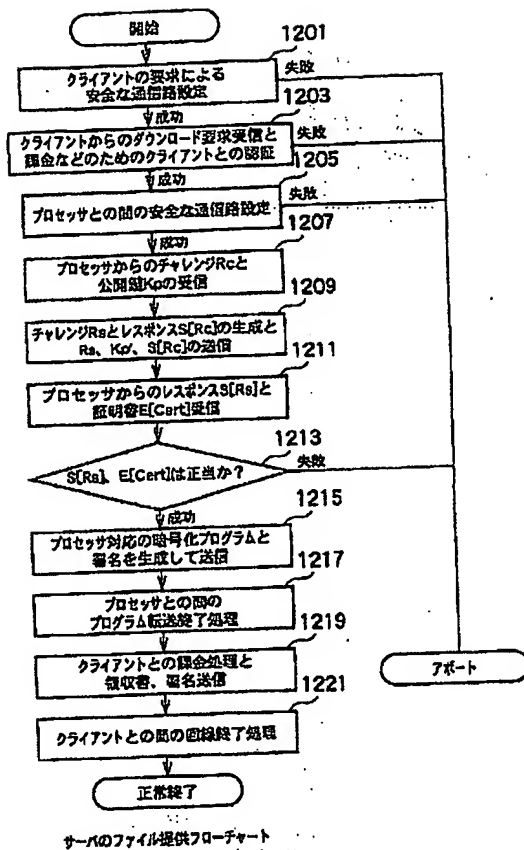 開始
1201
クライアントの要求による
安全な通信路設定
失敗
成功
1203
クライアントからのダウンロード要求受信と
課金などのためのクライアントとの認証
失敗
成功
1205
プロセッサとの間の安全な通信路設定
失敗
成功
1207
プロセッサからのチャレンジRcと
公開鍵Kpの受信
1209
チャレンジRsとレスポンスS[Rc]の生成と
Rs、Kp'、S[Rc]の送信
1211
プロセッサからのレスポンスS[Rs]と
証明書E[Cert]受信
1213
S[Rs]、E[Cert]は正当か?
失敗
成功
1215
プロセッサ対応の暗号化プログラムと
署名を生成して送信
1217
プロセッサとの間の
プログラム転送終了処理
1219
クライアントとの課金処理と
領収書、署名送信
アボート
1221
クライアントとの間の回線終了処理
正常終了
サーバのファイル提供フローチャート